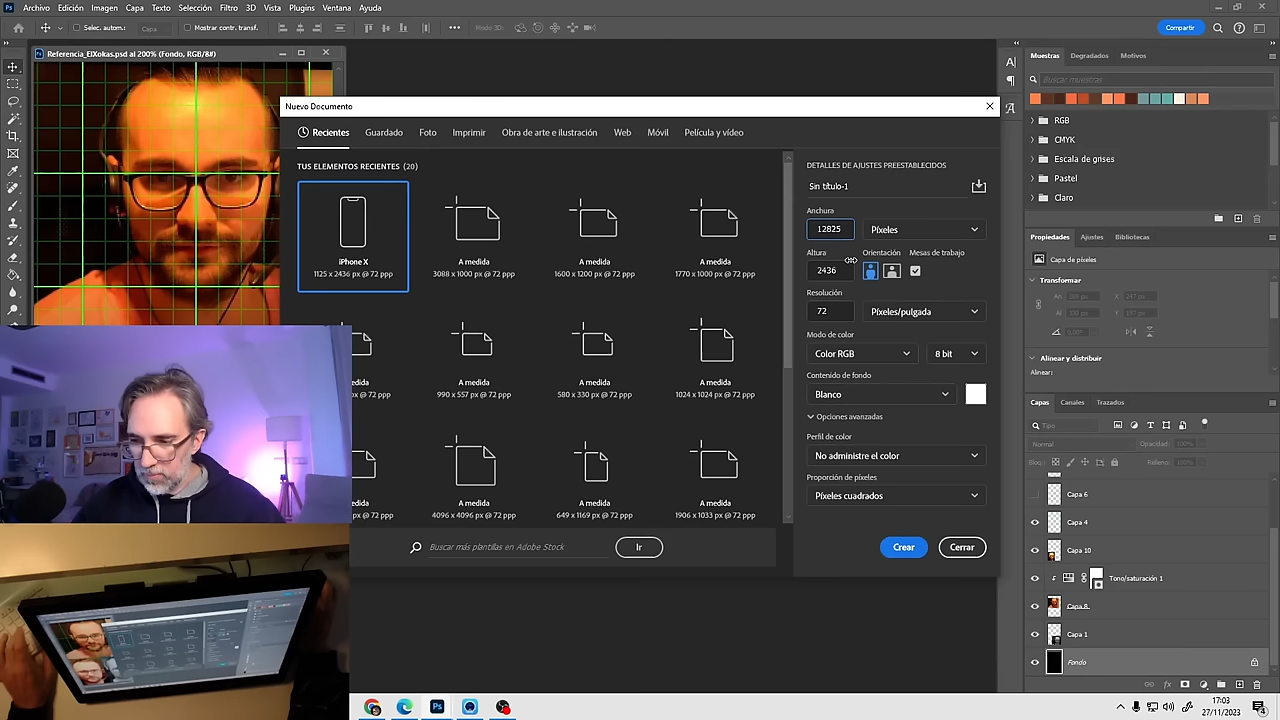 Archivo Edición Imagen Capa Texto Selección Filtro 3D Vista Plugins Ventana Ayuda
Selec. autom.: Capa Mostrar contr. transf. Modo 3D: Compartir
Referencia_ElXokas.psd al 200% (Fondo, RGB/8#)
Nuevo Documento
Recientes Guardado Foto Imprimir Obra de arte e ilustración Web Móvil Película y vídeo
TUS ELEMENTOS RECIENTES (20)
iPhone X
1125 x 2436 px @ 72 ppp
A medida
3088 x 1000 px @ 72 ppp
A medida
1600 x 1200 px @ 72 ppp
A medida
1770 x 1000 px @ 72 ppp
A medida
990 x 557 px @ 72 ppp
A medida
580 x 330 px @ 72 ppp
A medida
1024 x 1024 px @ 72 ppp
A medida
4096 x 4096 px @ 72 ppp
A medida
649 x 1169 px @ 72 ppp
A medida
1906 x 1033 px @ 72 ppp
Buscar más plantillas en Adobe Stock
Ir
DETALLES DE AJUSTES PREESTABLECIDOS
Sin título-1
Anchura
12825 Píxeles
Altura Orientación Mesas de trabajo
2436
Resolución
72 Píxeles/pulgada
Modo de color
Color RGB 8 bit
Contenido de fondo
Blanco
Opciones avanzadas
Perfil de color
No administre el color
Proporción de píxeles
Píxeles cuadrados
Crear Cerrar
Muestras Degradados Motivos
Buscar muestras
RGB
CMYK
Escala de grises
Pastel
Claro
Propiedades Ajustes Bibliotecas
Capa de píxeles
Transformar
Alinear y distribuir
Alinear:
Capas Canales Trazados
Tipo
Normal Opacidad: 100%
Bloq.: Relleno: 100%
Capa 6
Capa 4
Capa 10
Tono/saturación 1
Capa 8
Capa 1
Fondo
17:03
27/11/2023